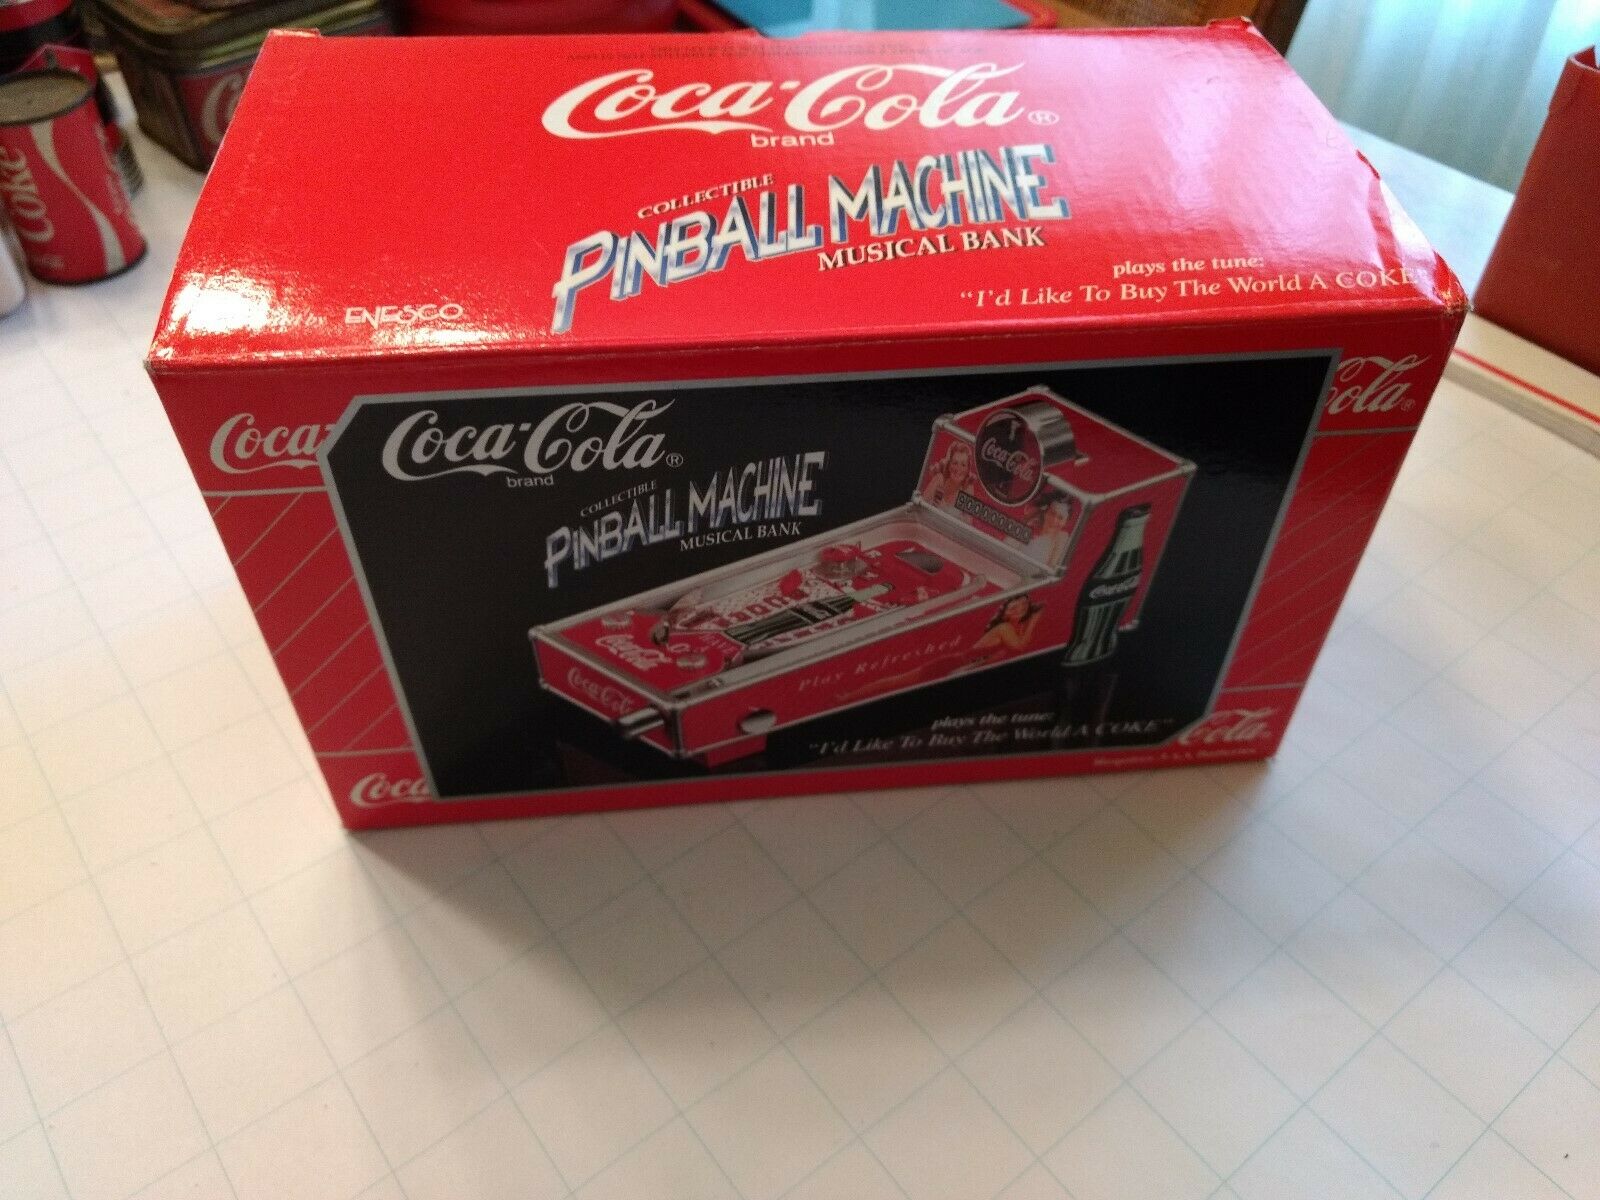 Coca-Cola®
brand
COLLECTIBLE
PINBALL MACHINE
MUSICAL BANK
plays the tune:
"I'd Like To Buy The World A COKE"
ENESCO
Coca-
Cola®
Coca-Cola®
brand
COLLECTIBLE
PINBALL MACHINE
MUSICAL BANK
Coca-Cola
Coca-Cola
Coca-Cola
Coca-Cola
Play Refreshed
plays the tune:
"I'd Like To Buy The World A COKE"
Coca
Cola®
Coke